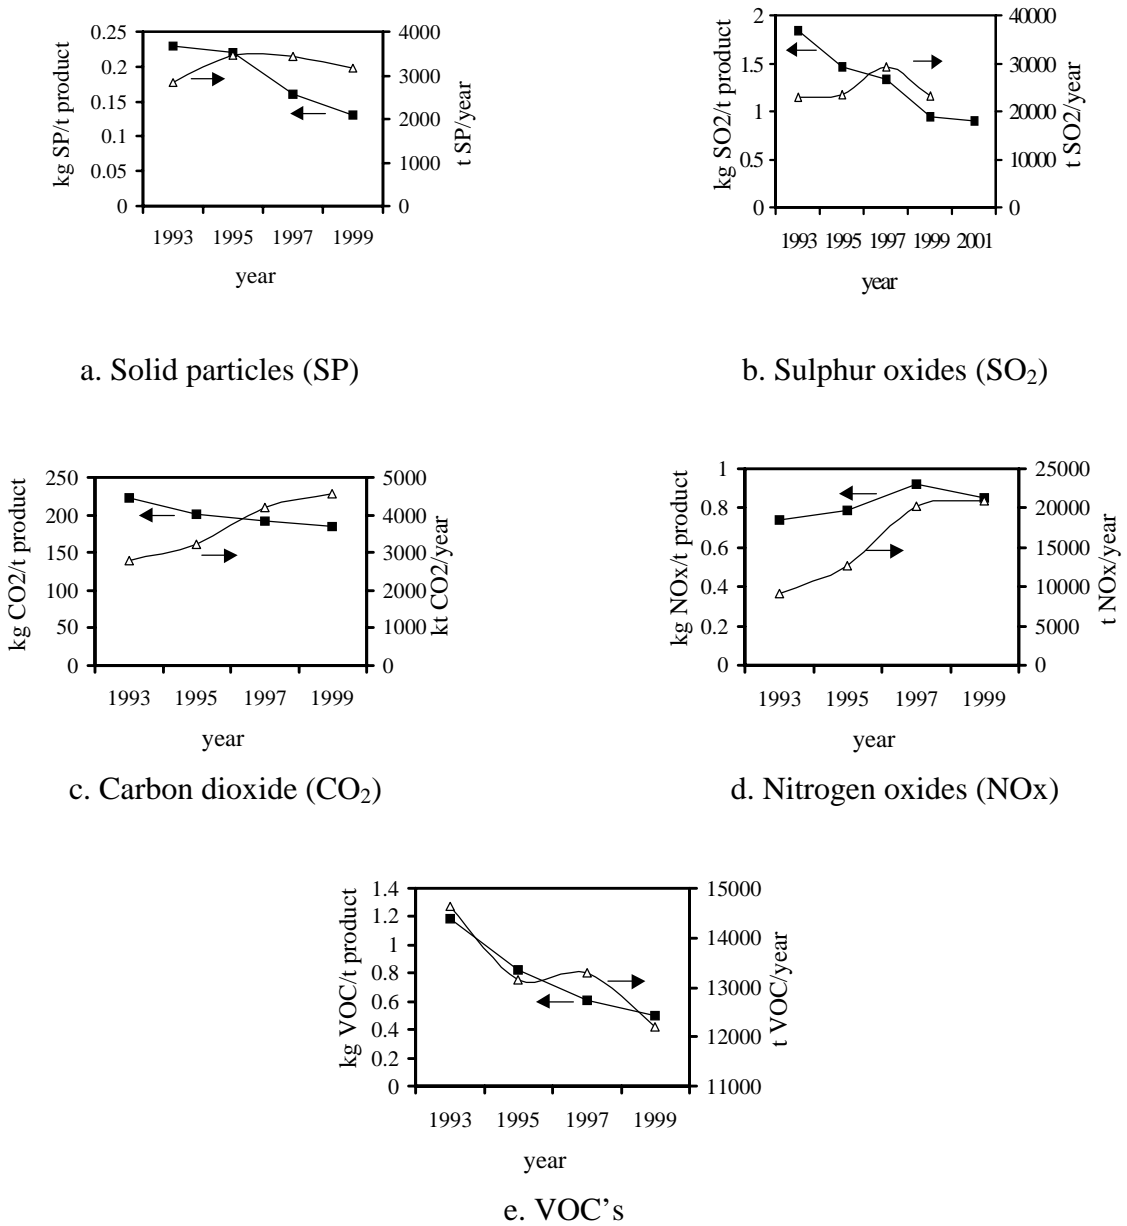 0.25
0.2
0.15
0.1
0.05
0
kg SP/t product
4000
3000
2000
1000
0
t SP/year
1993 1995 1997 1999
year
a. Solid particles (SP)
2
1.5
1
0.5
0
kg SO2/t product
40000
30000
20000
10000
0
t SO2/year
1993 1995 1997 1999 2001
year
b. Sulphur oxides (SO₂)
250
200
150
100
50
0
kg CO2/t product
5000
4000
3000
2000
1000
0
kt CO2/year
1993 1995 1997 1999
year
c. Carbon dioxide (CO₂)
1
0.8
0.6
0.4
0.2
0
kg NOx/t product
25000
20000
15000
10000
5000
0
t NOx/year
1993 1995 1997 1999
year
d. Nitrogen oxides (NOx)
1.4
1.2
1
0.8
0.6
0.4
0.2
0
kg VOC/t product
15000
14000
13000
12000
11000
t VOC/year
1993 1995 1997 1999
year
e. VOC’s